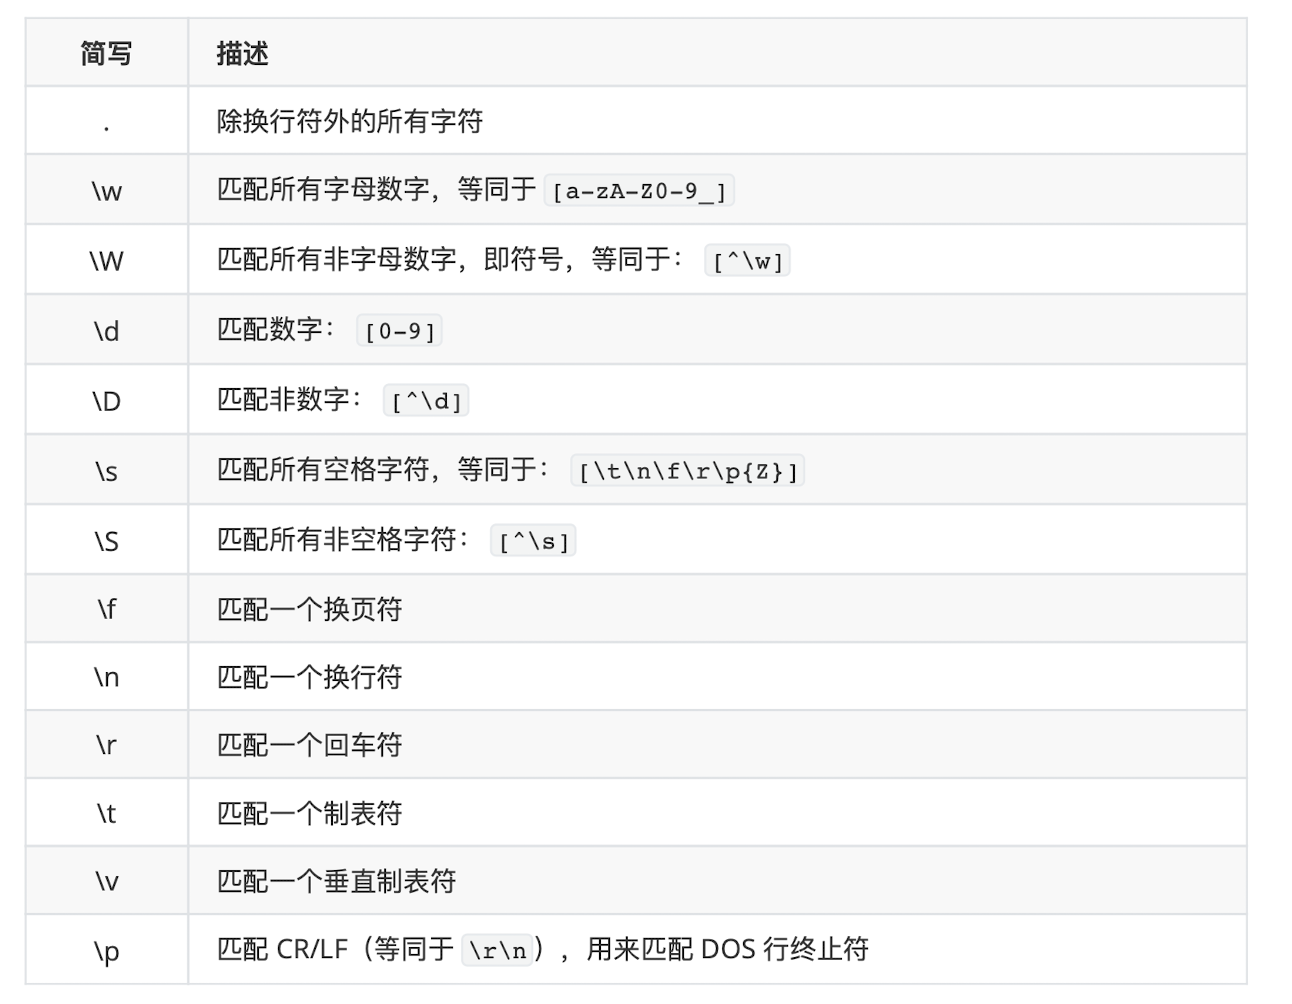 简写 描述
. 除换行符外的所有字符
\w 匹配所有字母数字，等同于 [a-zA-Z0-9_]
\W 匹配所有非字母数字，即符号，等同于： [^\w]
\d 匹配数字： [0-9]
\D 匹配非数字： [^\d]
\s 匹配所有空格字符，等同于： [\t\n\f\r\p{Z}]
\S 匹配所有非空格字符： [^\s]
\f 匹配一个换页符
\n 匹配一个换行符
\r 匹配一个回车符
\t 匹配一个制表符
\v 匹配一个垂直制表符
\p 匹配 CR/LF（等同于 \r\n），用来匹配 DOS 行终止符